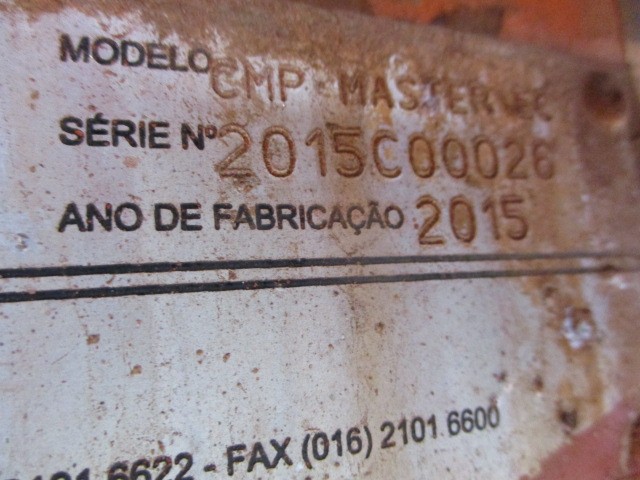 MODELO CMP-MASTER
SÉRIE Nº 2015C00026
ANO DE FABRICAÇÃO 2015
6622 - FAX (016) 2101 6600